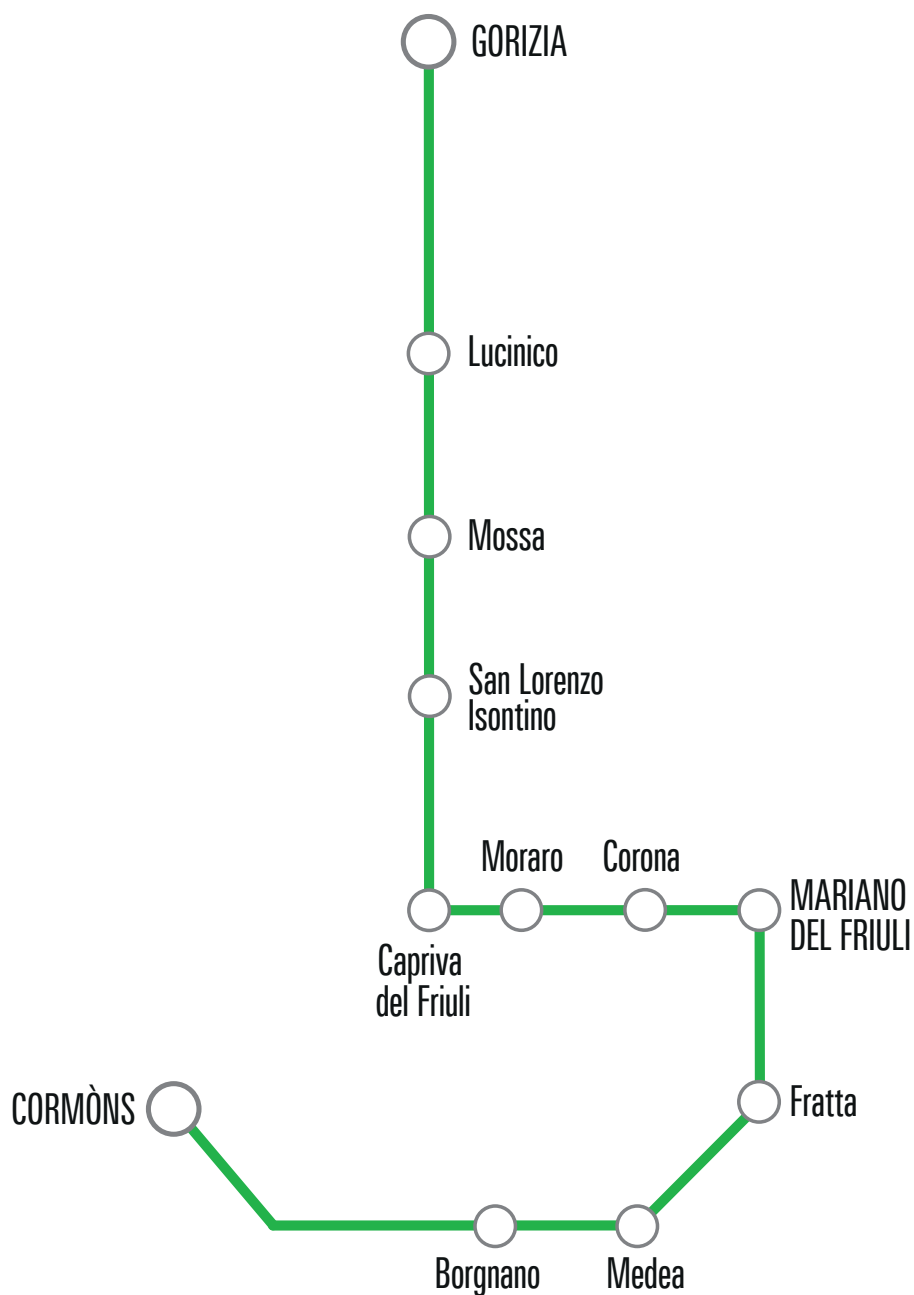 GORIZIA
Lucinico
Mossa
San Lorenzo
Isontino
Moraro
Corona
MARIANO
DEL FRIULI
Capriva
del Friuli
CORMÒNS
Fratta
Borgnano
Medea